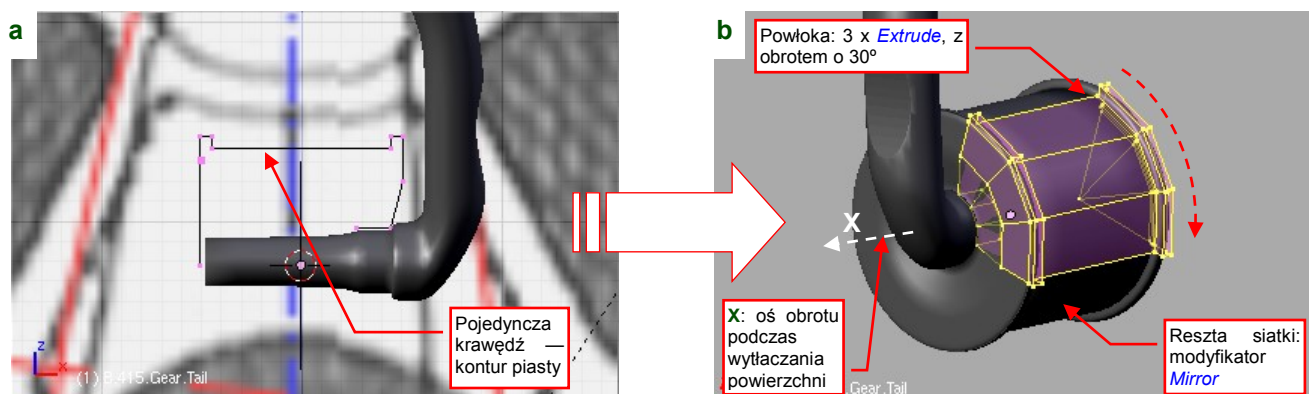 a
Pojedyncza
krawędź —
kontur piasty
z
x
(1) B.415.Gear.Tail
b
Powłoka: 3 x Extrude, z
obrotem o 30º
X
X: oś obrotu
podczas
wytłaczania
powierzchni
Reszta siatki:
modyfikator
Mirror
Gear.Tail